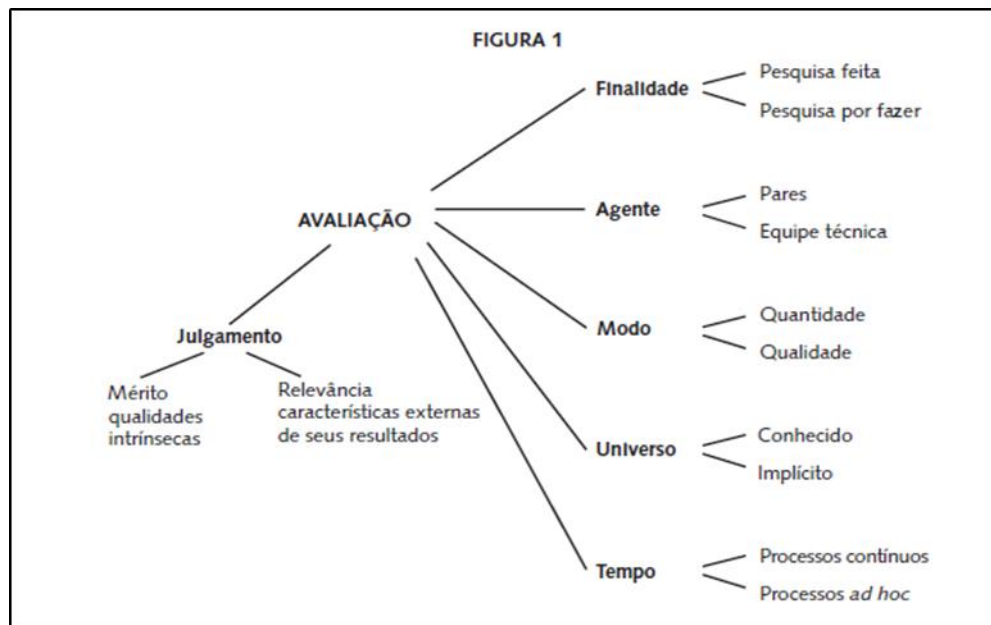 FIGURA 1
Finalidade
Pesquisa feita
Pesquisa por fazer
AVALIAÇÃO
Agente
Pares
Equipe técnica
Julgamento
Mérito
qualidades
intrínsecas
Relevância
características externas
de seus resultados
Modo
Quantidade
Qualidade
Universo
Conhecido
Implícito
Tempo
Processos contínuos
Processos ad hoc